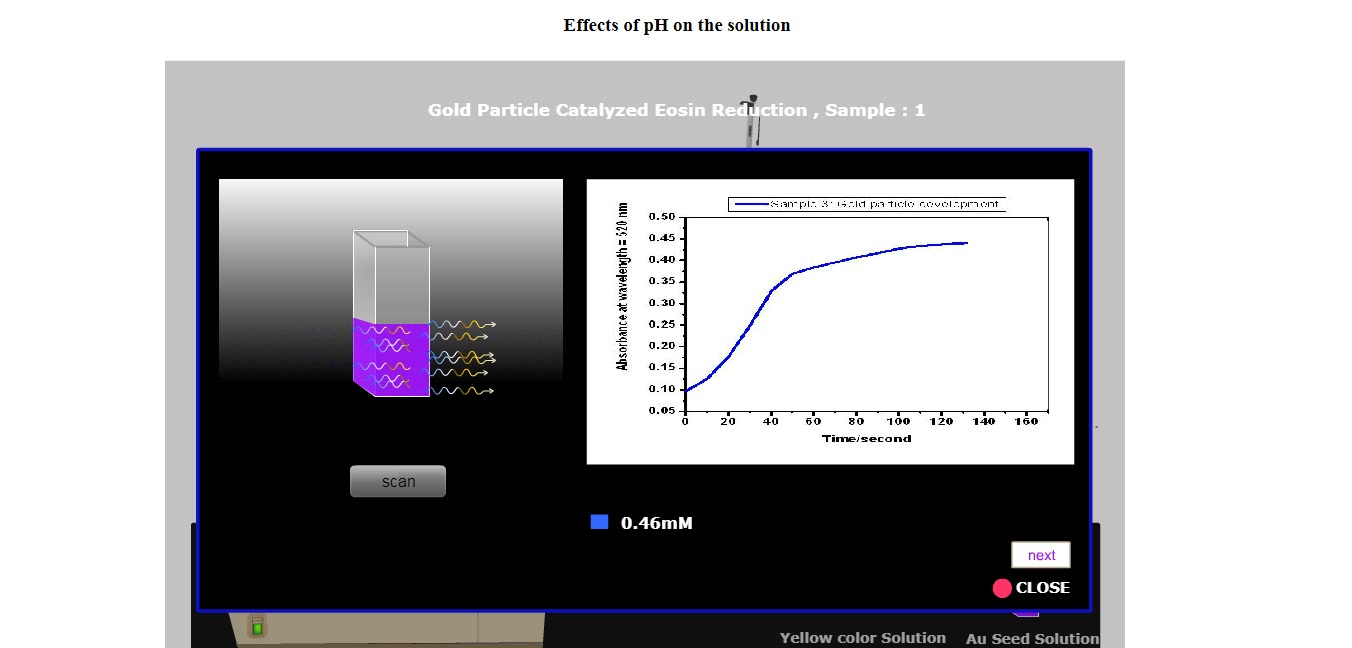 Effects of pH on the solution
Gold Particle Catalyzed Eosin Reduction , Sample : 1
Sample 3: Gold particle development
Absorbance at wavelength = 520 nm
0.50
0.45
0.40
0.35
0.30
0.25
0.20
0.15
0.10
0.05
0 20 40 60 80 100 120 140 160
Time/second
scan
0.46mM
next
CLOSE
Yellow color Solution Au Seed Solution